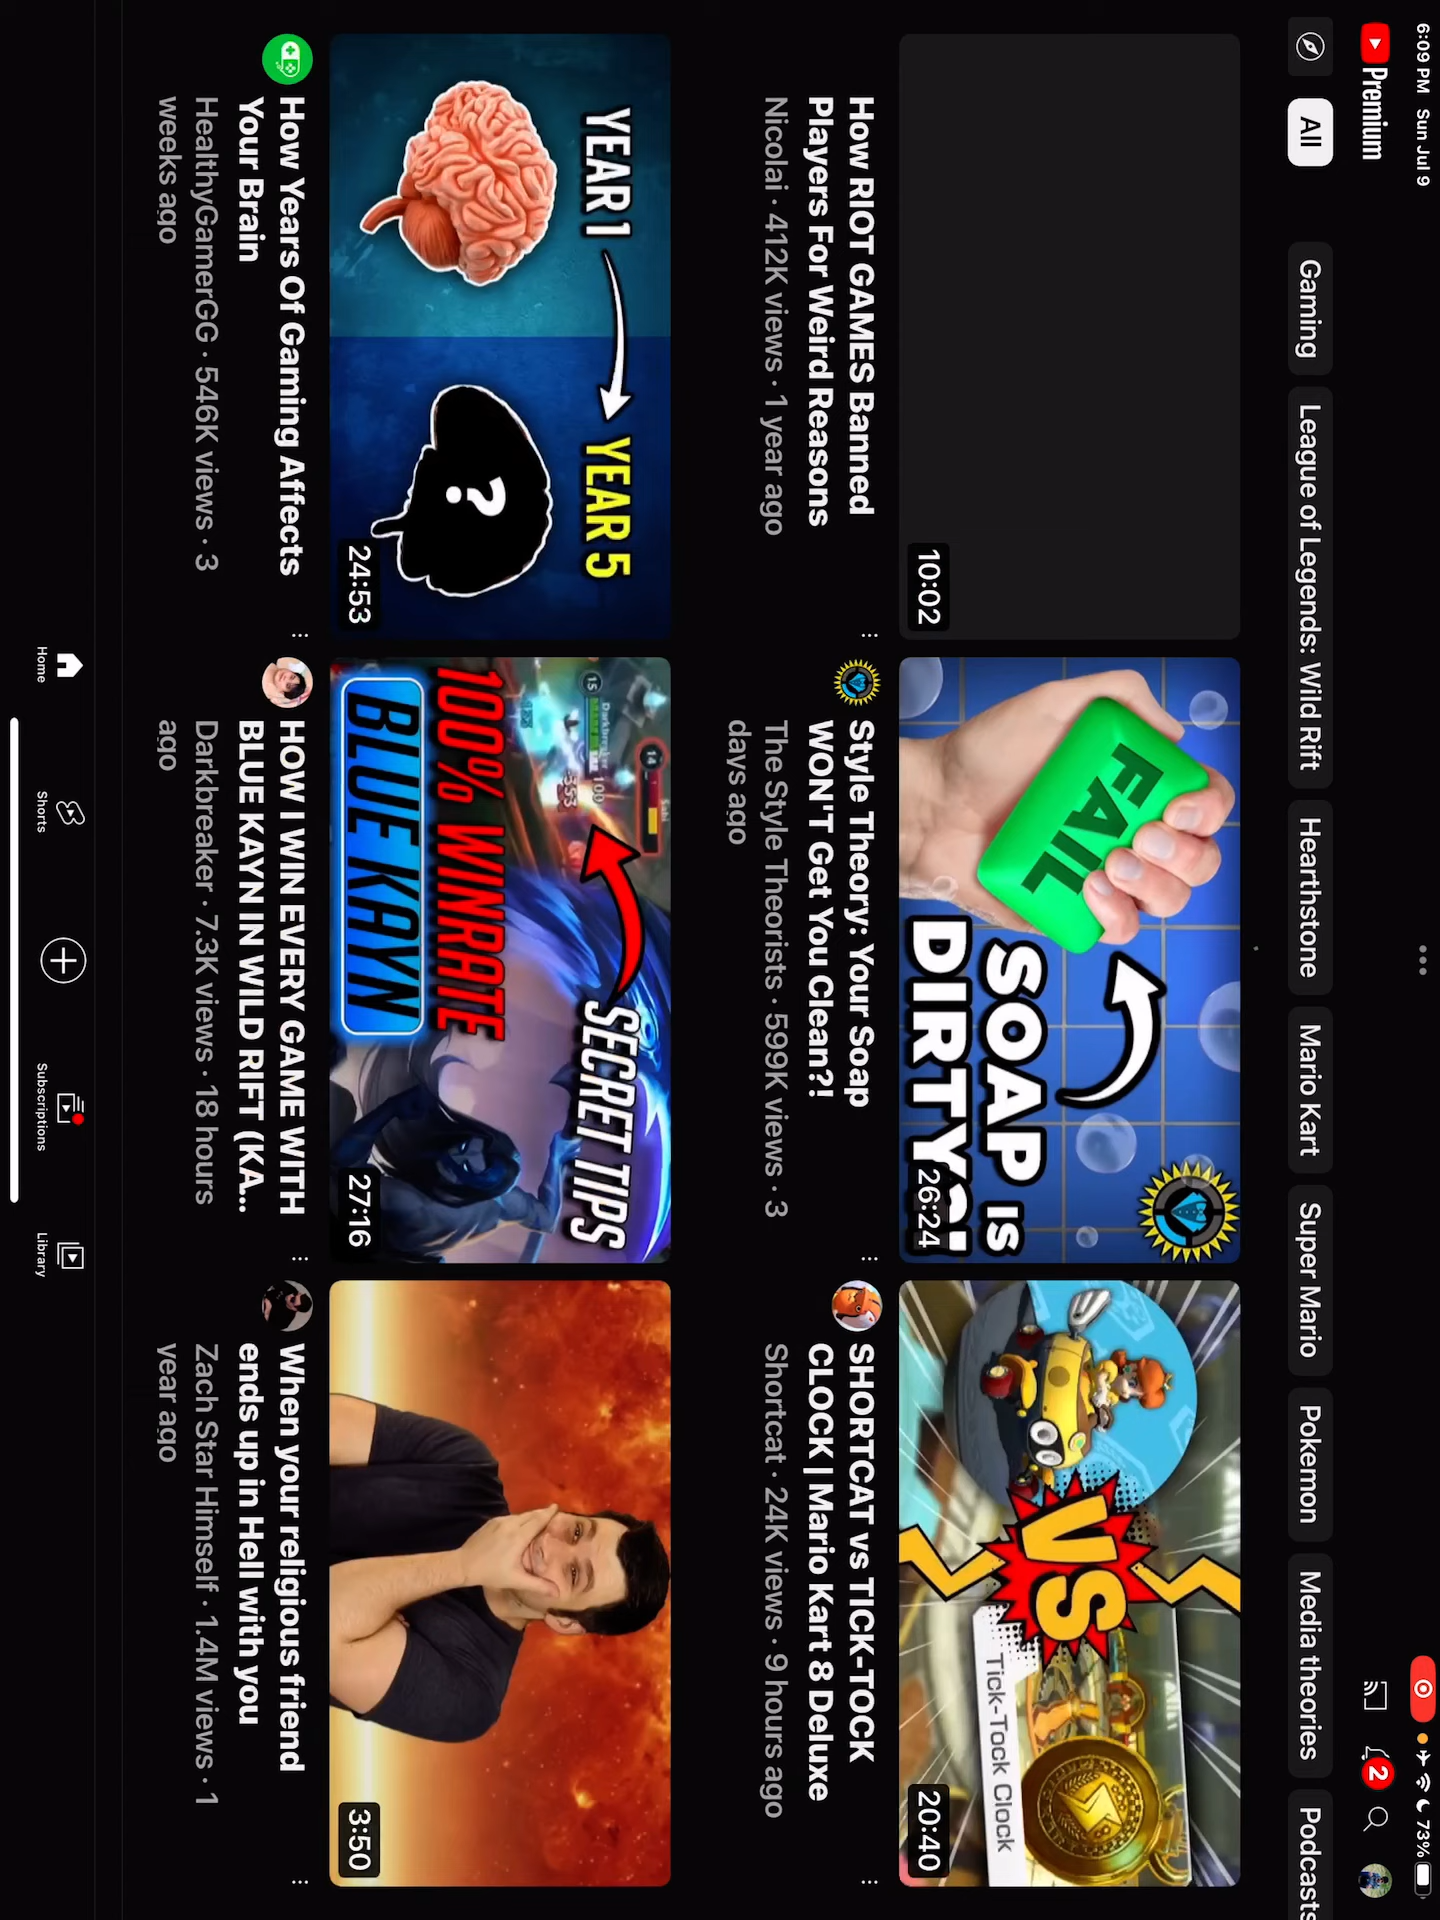 6:09 PM Sun Jul 9
73%
Premium
2
All
Gaming
League of Legends: Wild Rift
Hearthstone
Mario Kart
Super Mario
Pokemon
Media theories
Podcasts
10:02
How RIOT GAMES Banned
Players For Weird Reasons
Nicolai · 412K views · 1 year ago
FAIL
SOAP IS
DIRTY?!
26:24
Style Theory: Your Soap
WON'T Get You Clean?!
The Style Theorists · 599K views · 3
days ago
VS
Tick-Tock Clock
20:40
SHORTCAT vs TICK-TOCK
CLOCK | Mario Kart 8 Deluxe
Shortcat · 24K views · 9 hours ago
YEAR 1
YEAR 5
?
24:53
How Years Of Gaming Affects
Your Brain
HealthyGamerGG · 546K views · 3
weeks ago
14
15
Darkbreaker
100
353
SECRET TIPS
100% WINRATE
BLUE KAYN
27:16
HOW I WIN EVERY GAME WITH
BLUE KAYN IN WILD RIFT (KA...
Darkbreaker · 7.3K views · 18 hours
ago
3:50
When your religious friend
ends up in Hell with you
Zach Star Himself · 1.4M views · 1
year ago
Home
Shorts
Subscriptions
Library